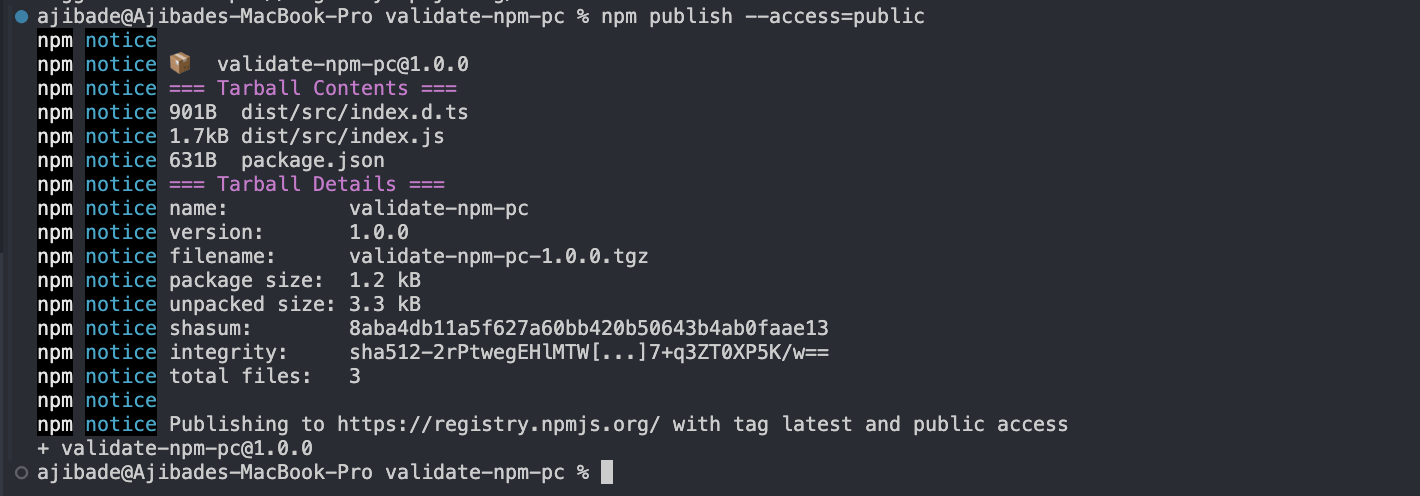 ajibade@Ajibades-MacBook-Pro validate-npm-pc % npm publish --access=public
npm notice
npm notice 📦  validate-npm-pc@1.0.0
npm notice === Tarball Contents ===
npm notice 901B  dist/src/index.d.ts
npm notice 1.7kB dist/src/index.js
npm notice 631B  package.json
npm notice === Tarball Details ===
npm notice name:          validate-npm-pc
npm notice version:       1.0.0
npm notice filename:      validate-npm-pc-1.0.0.tgz
npm notice package size:  1.2 kB
npm notice unpacked size: 3.3 kB
npm notice shasum:        8aba4db11a5f627a60bb420b50643b4ab0faae13
npm notice integrity:     sha512-2rPtwegEHlMTW[...]7+q3ZT0XP5K/w==
npm notice total files:   3
npm notice
npm notice Publishing to https://registry.npmjs.org/ with tag latest and public access
+ validate-npm-pc@1.0.0
ajibade@Ajibades-MacBook-Pro validate-npm-pc %